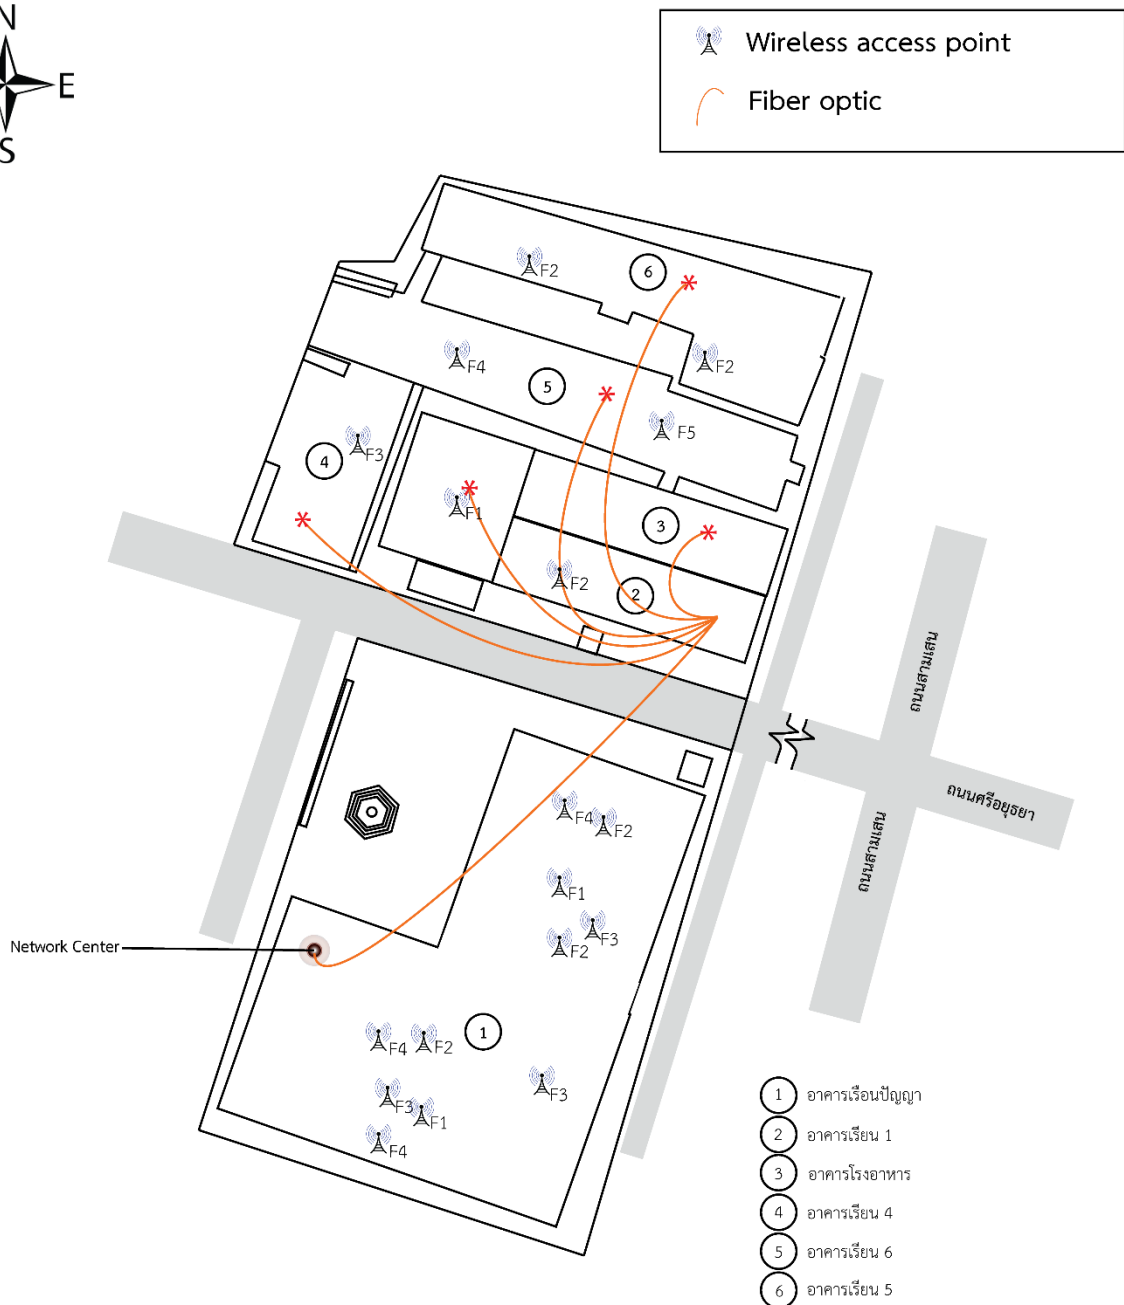 N
E
S
Wireless access point
Fiber optic
F2
6
F4
F2
5
F5
F3
4
F1
3
F2
2
ถนนสามเสน
ถนนศรีอยุธยา
ถนนสามเสน
F4
F2
F1
F3
F2
Network Center
1
F4
F2
F3
F3
F1
F4
1 อาคารเรือนปัญญา
2 อาคารเรียน 1
3 อาคารโรงอาหาร
4 อาคารเรียน 4
5 อาคารเรียน 6
6 อาคารเรียน 5